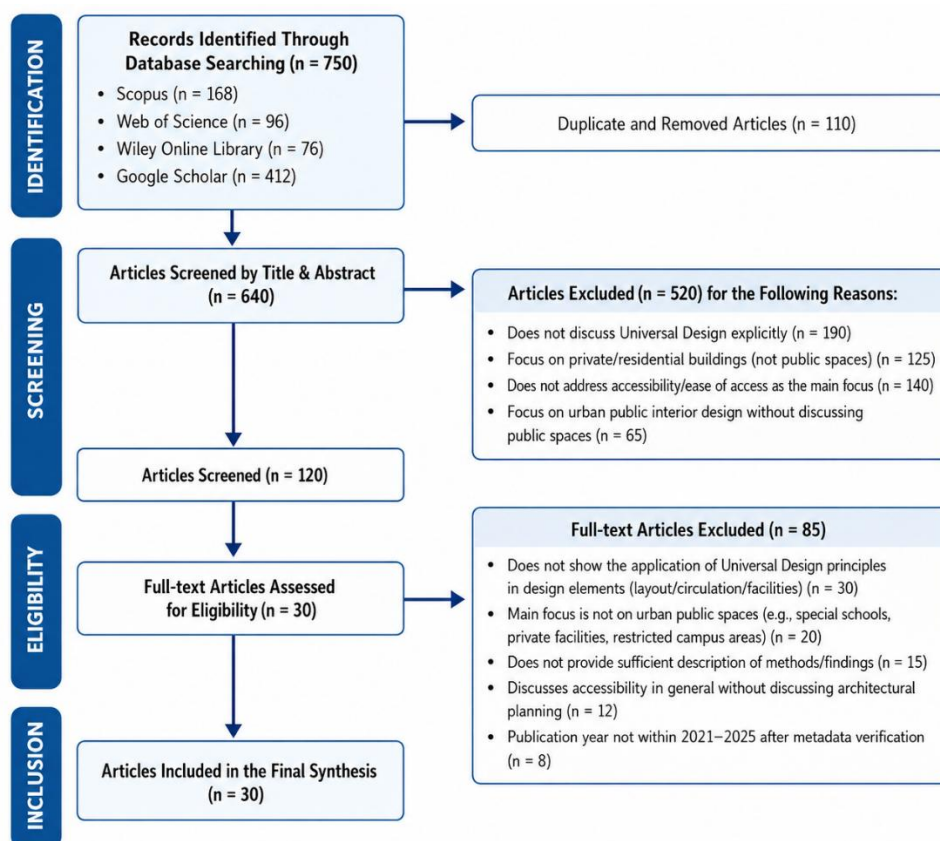 IDENTIFICATION
Records Identified Through
Database Searching (n = 750)
• Scopus (n = 168)
• Web of Science (n = 96)
• Wiley Online Library (n = 76)
• Google Scholar (n = 412)
Duplicate and Removed Articles (n = 110)
SCREENING
Articles Screened by Title & Abstract
(n = 640)
Articles Excluded (n = 520) for the Following Reasons:
• Does not discuss Universal Design explicitly (n = 190)
• Focus on private/residential buildings (not public spaces) (n = 125)
• Does not address accessibility/ease of access as the main focus (n = 140)
• Focus on urban public interior design without discussing
public spaces (n = 65)
Articles Screened (n = 120)
ELIGIBILITY
Full-text Articles Assessed
for Eligibility (n = 30)
Full-text Articles Excluded (n = 85)
• Does not show the application of Universal Design principles
in design elements (layout/circulation/facilities) (n = 30)
• Main focus is not on urban public spaces (e.g., special schools,
private facilities, restricted campus areas) (n = 20)
• Does not provide sufficient description of methods/findings (n = 15)
• Discusses accessibility in general without discussing architectural
planning (n = 12)
• Publication year not within 2021–2025 after metadata verification
(n = 8)
INCLUSION
Articles Included in the Final Synthesis
(n = 30)